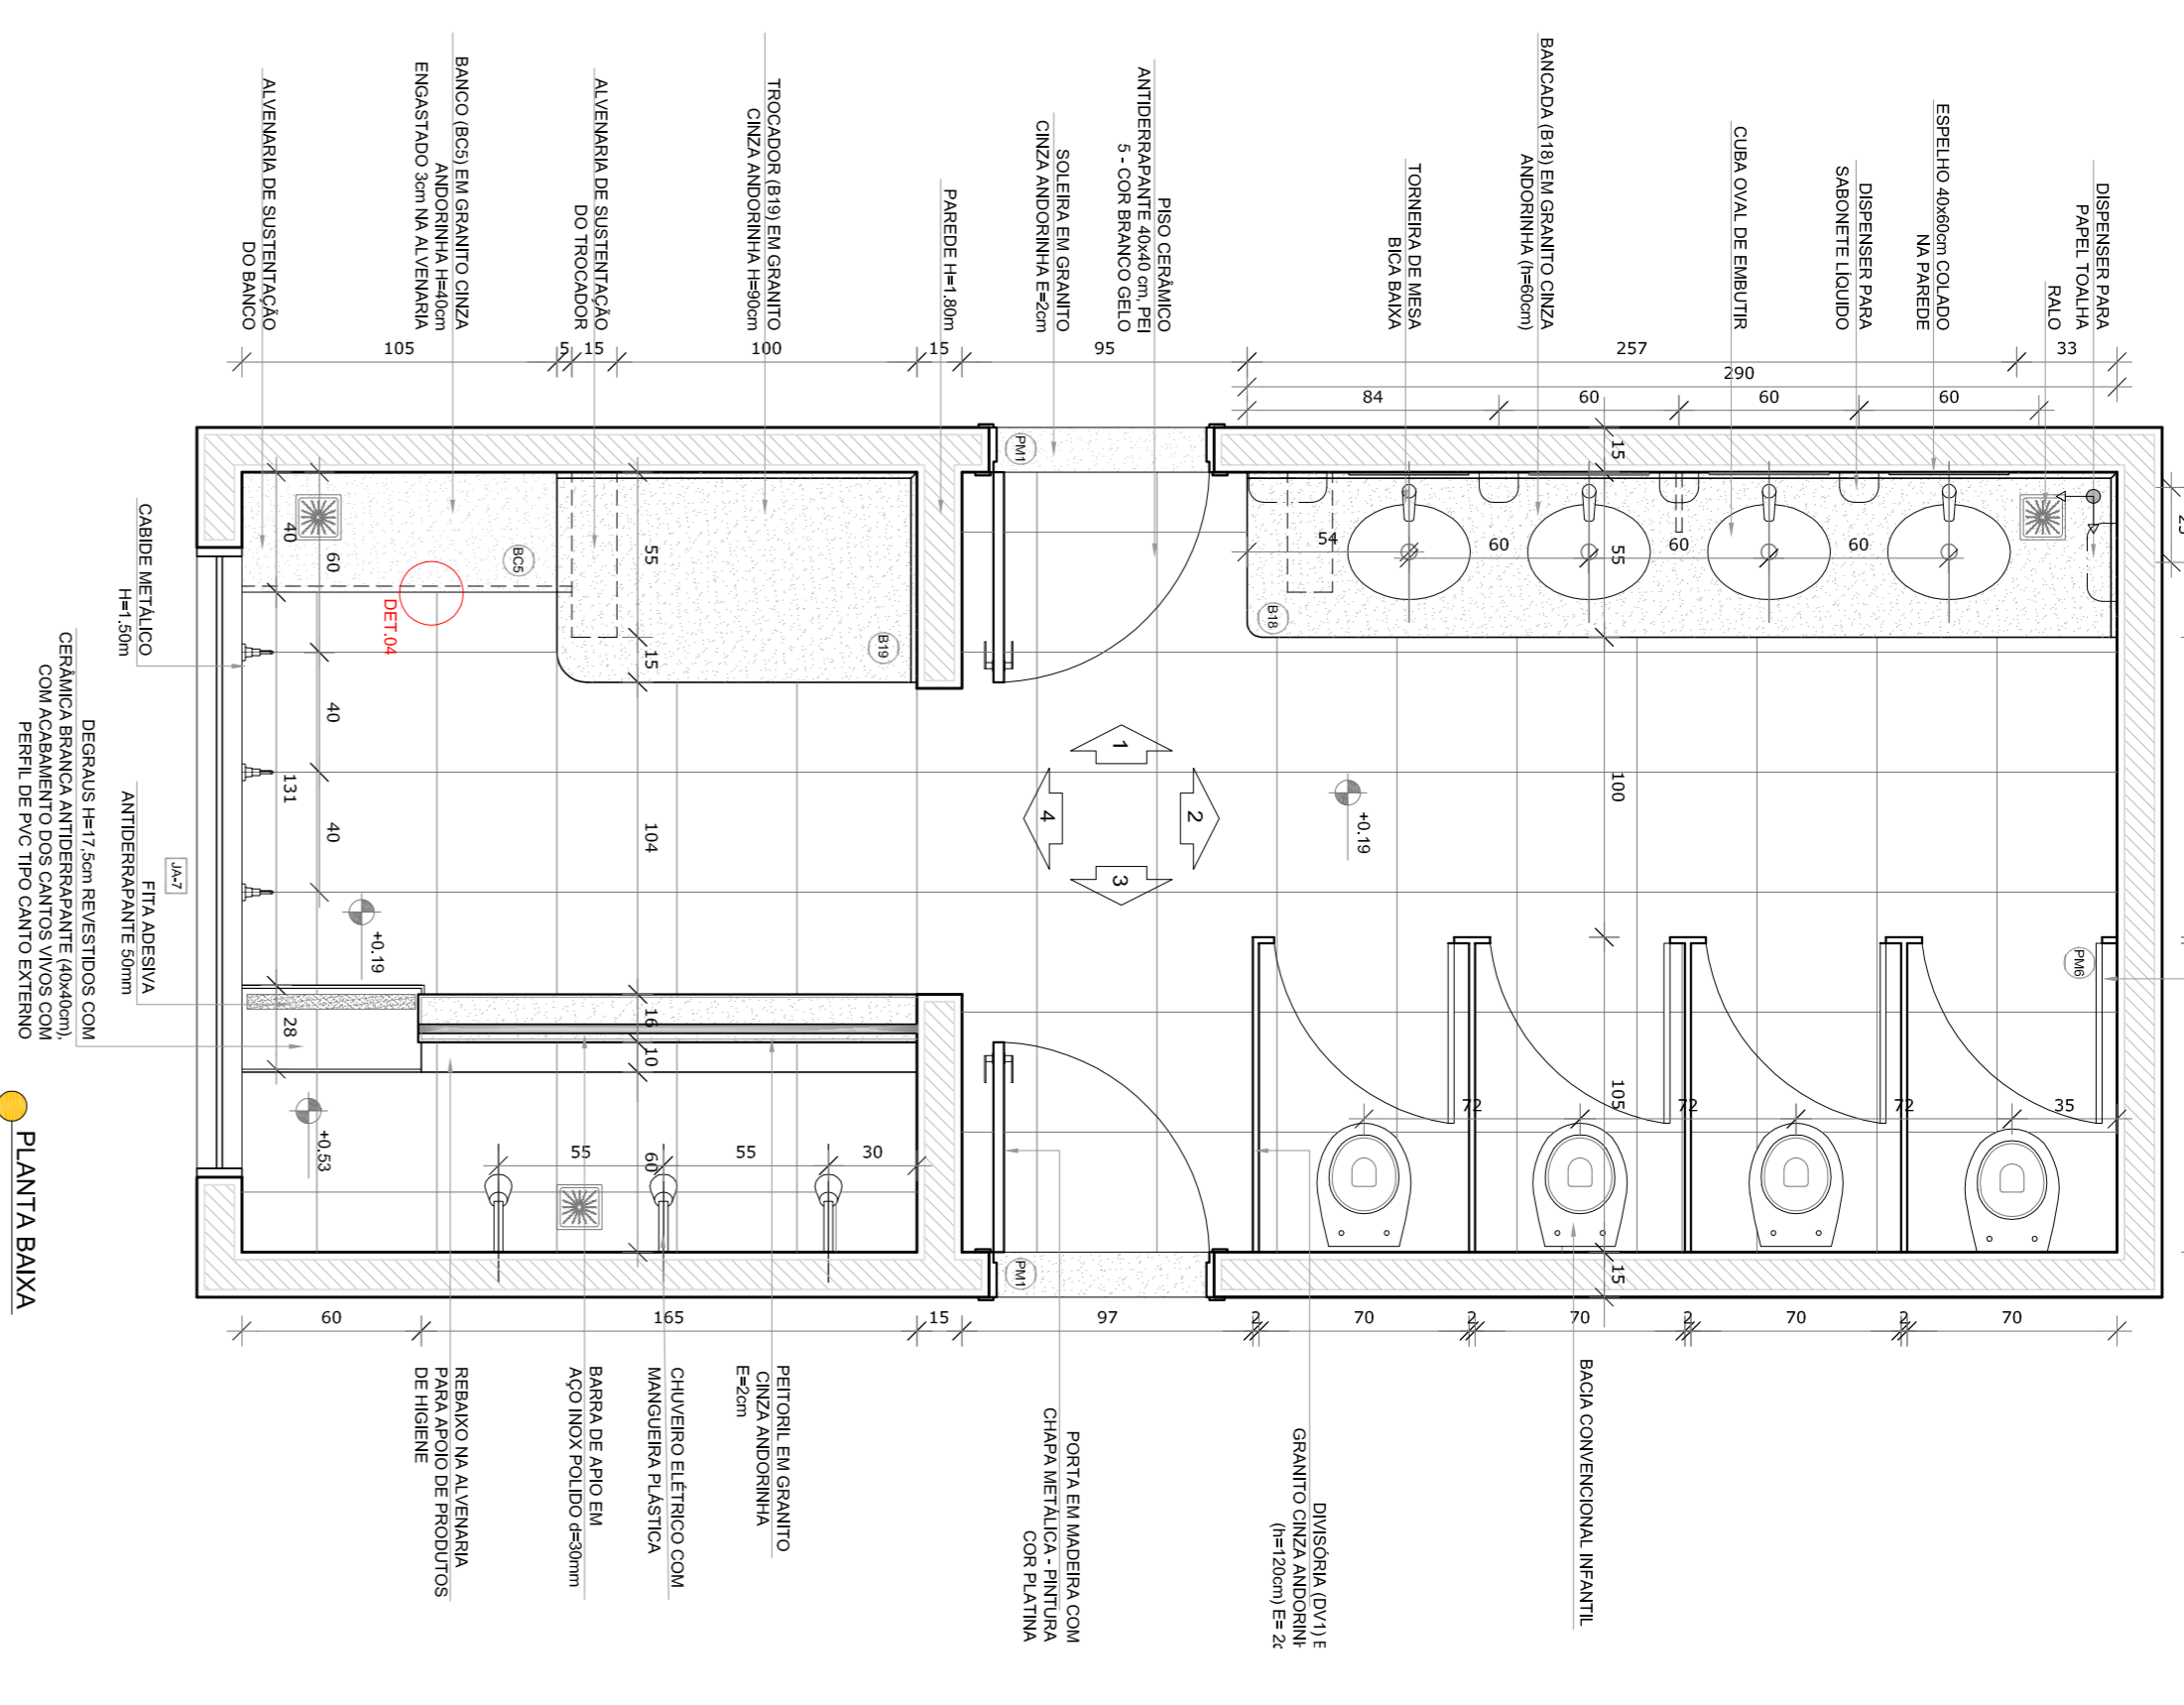 DISPENSER PARA
PAPEL TOALHA
RALO
ESPELHO 40x60cm COLADO
NA PAREDE
DISPENSER PARA
SABONETE LÍQUIDO
CUBA OVAL DE EMBUTIR
BANCADA (B18) EM GRANITO CINZA
ANDORINHA (h=60cm)
TORNEIRA DE MESA
BICA BAIXA
PISO CERÂMICO
ANTIDERRAPANTE 40x40 cm, PEI
5 - COR BRANCO GELO
SOLEIRA EM GRANITO
CINZA ANDORINHA E=2cm
PAREDE H=1.80m
TROCADOR (B19) EM GRANITO
CINZA ANDORINHA H=90cm
ALVENARIA DE SUSTENTAÇÃO
DO TROCADOR
BANCO (BC5) EM GRANITO CINZA
ANDORINHA H=40cm
ENGASTADO 3cm NA ALVENARIA
ALVENARIA DE SUSTENTAÇÃO
DO BANCO
105
5
15
100
15
95
257
33
290
84
60
60
60
PM1
15
40
60
BC5
55
B19
15
DET.04
54
60
55
60
60
B18
CABIDE METÁLICO
H=1.50m
40
131
40
104
1
2
3
4
+0.19
100
PM6
JA-7
FITA ADESIVA
ANTIDERRAPANTE 50mm
DEGRAUS H=17,5cm REVESTIDOS COM
CERÂMICA BRANCA ANTIDERRAPANTE (40x40cm),
COM ACABAMENTO DOS CANTOS VIVOS COM
PERFIL DE PVC TIPO CANTO EXTERNO
+0.19
28
16
10
+0.53
55
60
55
30
72
105
72
72
35
PM1
15
60
165
15
97
2
70
2
70
2
70
2
70
PLANTA BAIXA
REBAIXO NA ALVENARIA
PARA APOIO DE PRODUTOS
DE HIGIENE
BARRA DE APIO EM
AÇO INOX POLIDO d=30mm
CHUVEIRO ELÉTRICO COM
MANGUEIRA PLÁSTICA
PEITORIL EM GRANITO
CINZA ANDORINHA
E=2cm
PORTA EM MADEIRA COM
CHAPA METÁLICA - PINTURA
COR PLATINA
DIVISÓRIA (DV1)
GRANITO CINZA
(h=120cm) E=
BACIA CONVENCIONAL INFANTIL